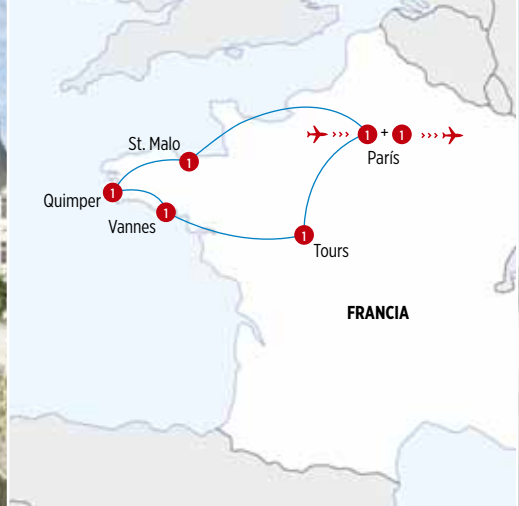 1 + 1
París
St. Malo
1
Quimper
1
Vannes
1
1
Tours
FRANCIA